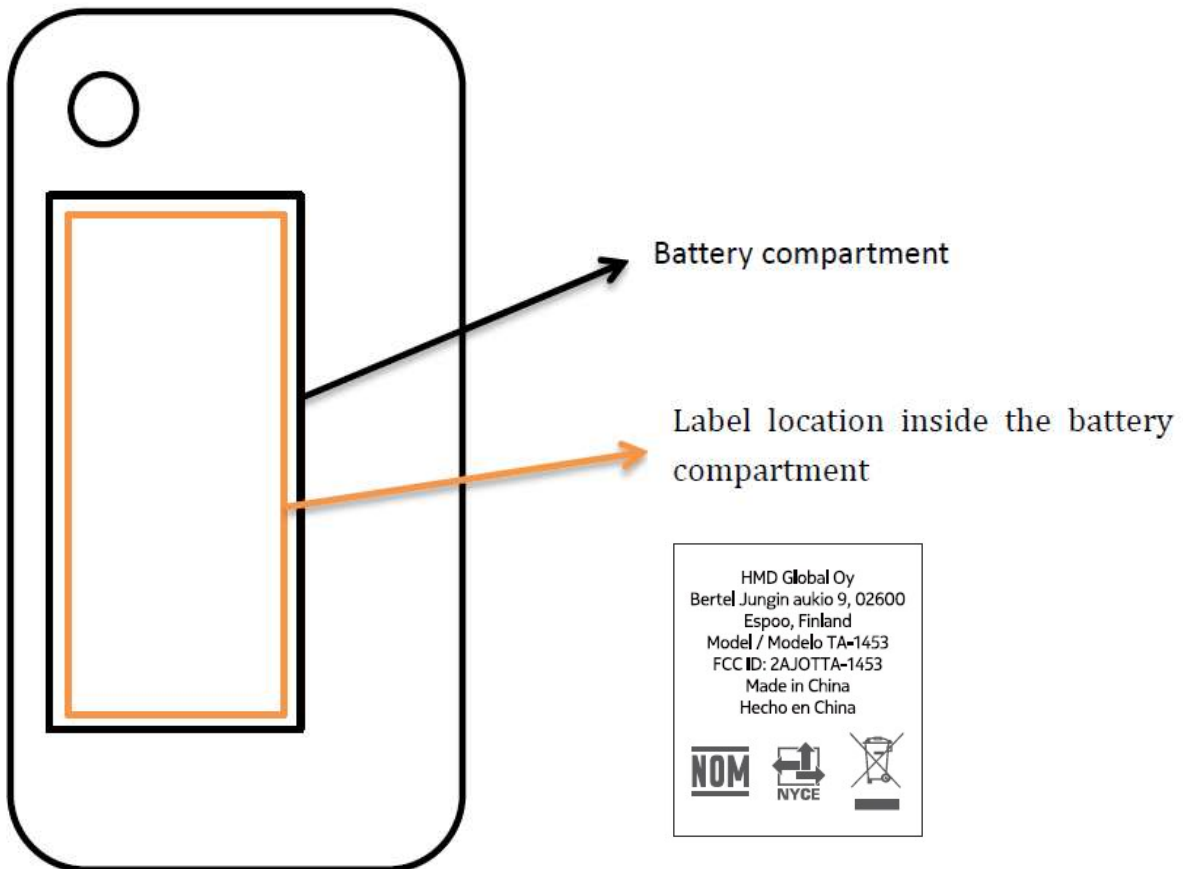 Battery compartment
Label location inside the battery
compartment
HMD Global Oy
Bertel Jungin aukio 9, 02600
Espoo, Finland
Model / Modelo TA-1453
FCC ID: 2AJOTTA-1453
Made in China
Hecho en China
NOM
NYCE